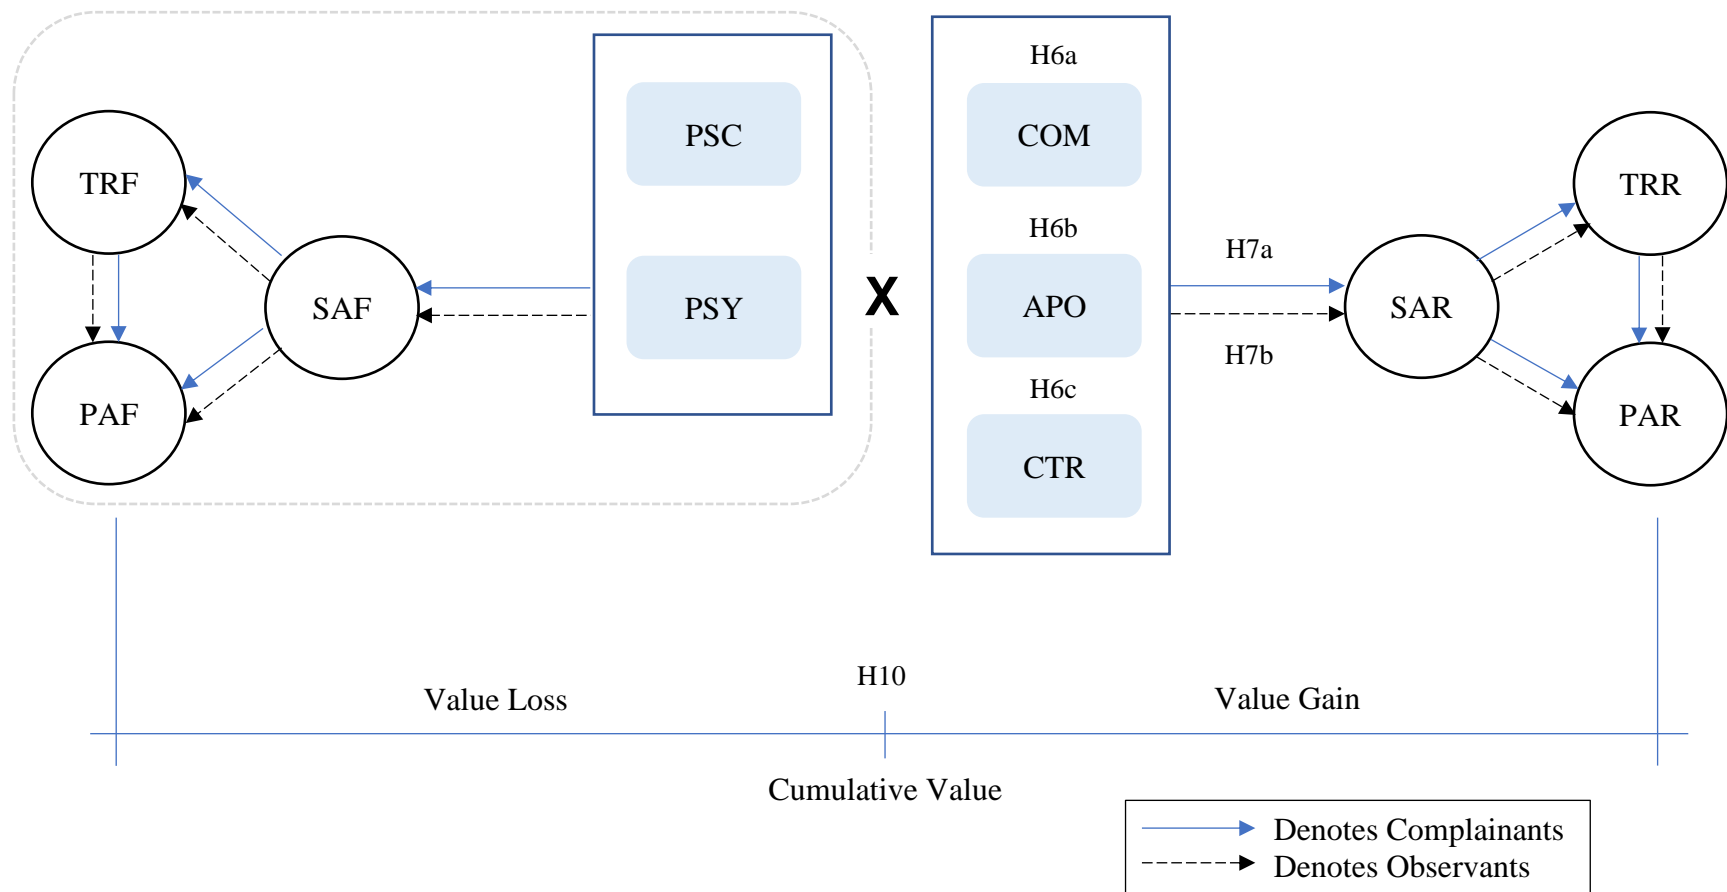 H6a
PSC
COM
TRF
TRR
H6b
H7a
SAF
PSY
X
APO
SAR
H7b
H6c
PAF
PAR
CTR
H10
Value Loss
Value Gain
Cumulative Value
Denotes Complainants
Denotes Observants